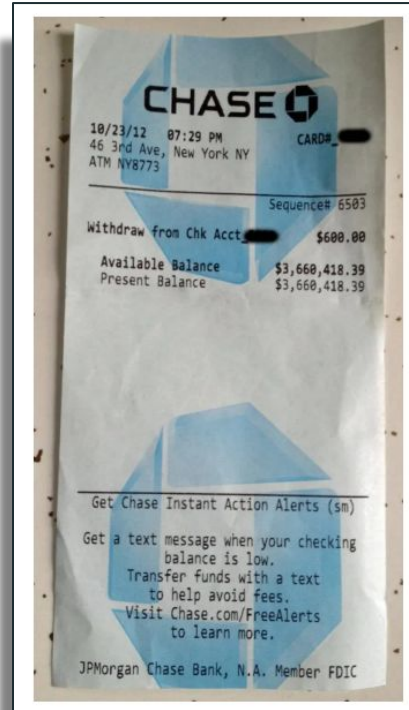 CHASE
10/23/12 07:29 PM CARD#
46 3rd Ave, New York NY
ATM NY8773
Sequence# 6503
Withdraw from Chk Acct $600.00
Available Balance $3,660,418.39
Present Balance $3,660,418.39
Get Chase Instant Action Alerts (sm)
Get a text message when your checking
balance is low.
Transfer funds with a text
to help avoid fees.
Visit Chase.com/FreeAlerts
to learn more.
JPMorgan Chase Bank, N.A. Member FDIC